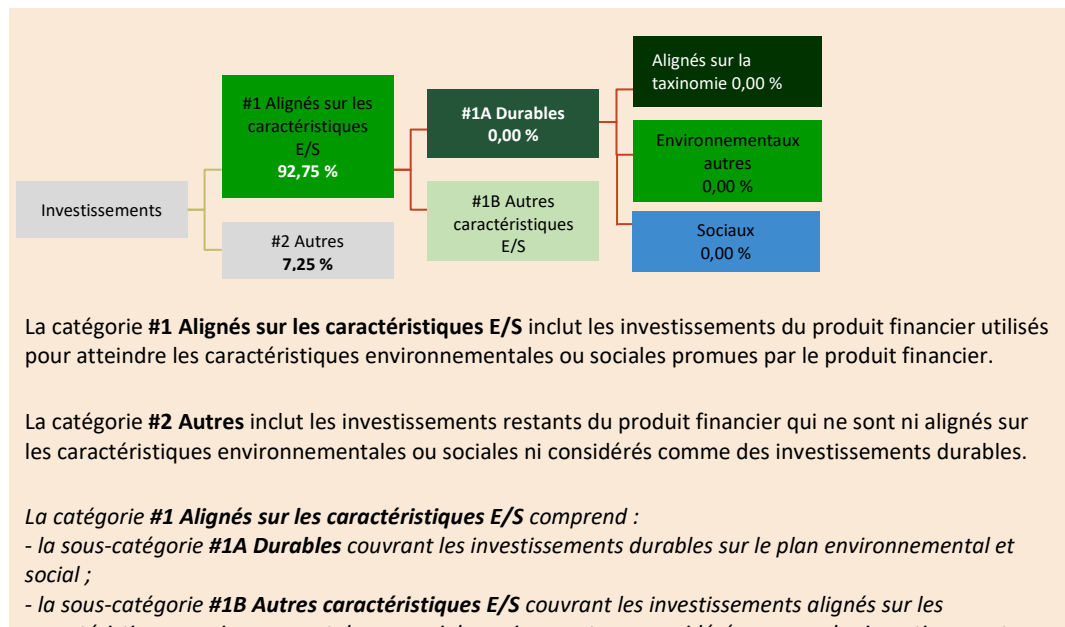 Investissements
#1 Alignés sur les
caractéristiques
E/S
92,75 %
#2 Autres
7,25 %
#1A Durables
0,00 %
#1B Autres
caractéristiques
E/S
Alignés sur la
taxinomie 0,00 %
Environnementaux
autres
0,00 %
Sociaux
0,00 %
La catégorie #1 Alignés sur les caractéristiques E/S inclut les investissements du produit financier utilisés
pour atteindre les caractéristiques environnementales ou sociales promues par le produit financier.
La catégorie #2 Autres inclut les investissements restants du produit financier qui ne sont ni alignés sur
les caractéristiques environnementales ou sociales ni considérés comme des investissements durables.
La catégorie #1 Alignés sur les caractéristiques E/S comprend :
- la sous-catégorie #1A Durables couvrant les investissements durables sur le plan environnemental et
social ;
- la sous-catégorie #1B Autres caractéristiques E/S couvrant les investissements alignés sur les